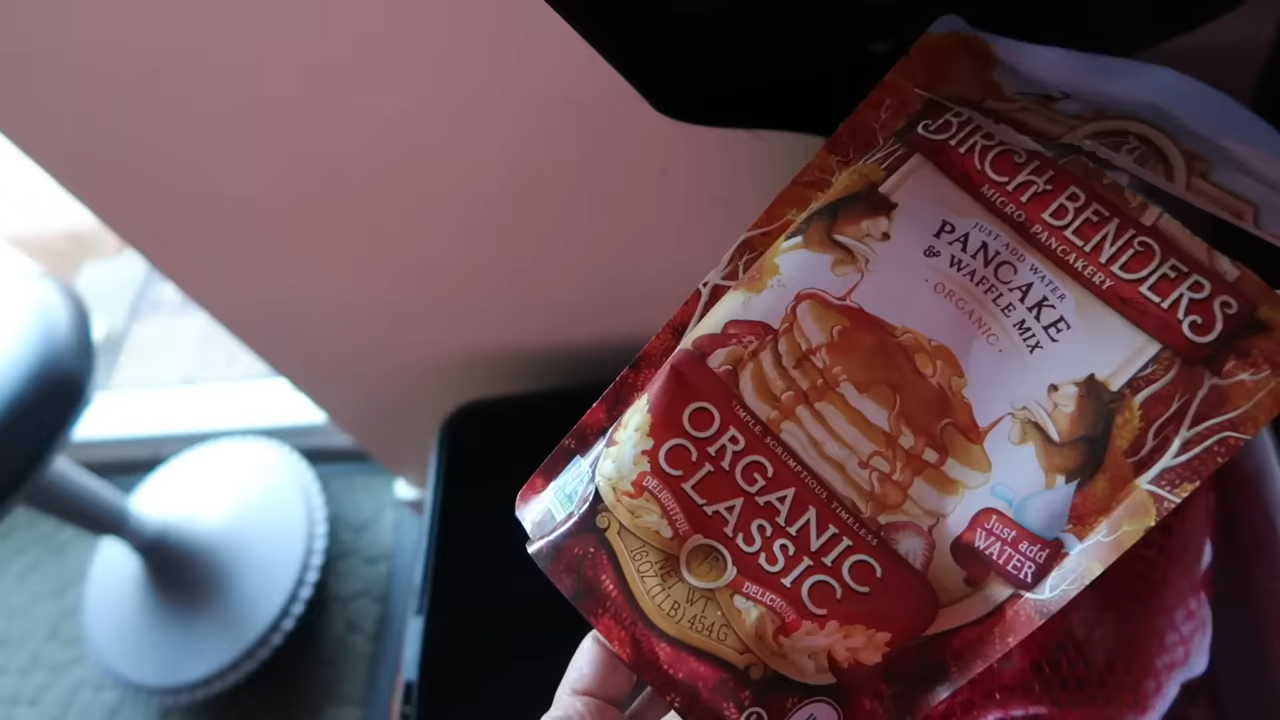 BIRCH BENDERS
MICRO-PANCAKERY
JUST ADD WATER
PANCAKE
& WAFFLE MIX
· ORGANIC ·
SIMPLE, SCRUMPTIOUS, TIMELESS
ORGANIC
CLASSIC
Just add
WATER
DELIGHTFUL
DELICIOUS
NET WT.
16OZ (1LB) 454G